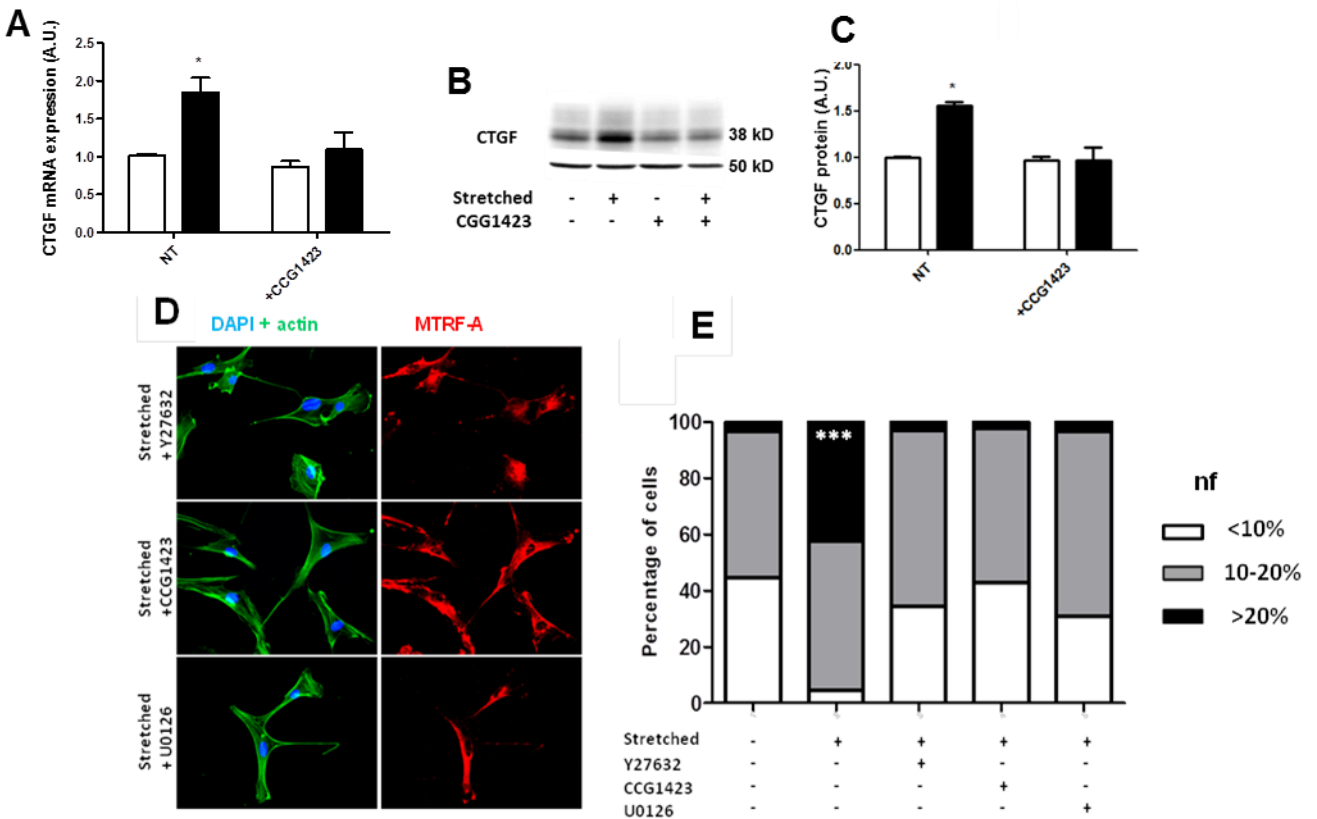 A
CTGF mRNA expression (A.U.)
2.5
2.0
1.5
1.0
0.5
0.0
*
NT
+CCG1423
B
CTGF
38 kD
50 kD
Stretched - + - +
CGG1423 - - + +
C
CTGF protein (A.U.)
2.0
1.5
1.0
0.5
0.0
*
NT
+CCG1423
D
DAPI + actin
MTRF-A
Stretched
+ Y27632
Stretched
+CCG1423
Stretched
+ U0126
E
Percentage of cells
100
80
60
40
20
0
***
nf
<10%
10-20%
>20%
Stretched - + + + +
Y27632 - - + - -
CCG1423 - - - + -
U0126 - - - - +